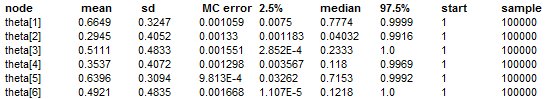 node mean sd MC error 2.5% median 97.5% start sample
theta[1] 0.6649 0.3247 0.001059 0.0075 0.7774 0.9999 1 100000
theta[2] 0.2945 0.4052 0.00133 0.001183 0.04032 0.9916 1 100000
theta[3] 0.5111 0.4833 0.001551 2.852E-4 0.2333 1.0 1 100000
theta[4] 0.3537 0.4072 0.001298 0.003567 0.118 0.9969 1 100000
theta[5] 0.6396 0.3094 9.813E-4 0.03262 0.7153 0.9992 1 100000
theta[6] 0.4921 0.4835 0.001668 1.107E-5 0.1218 1.0 1 100000